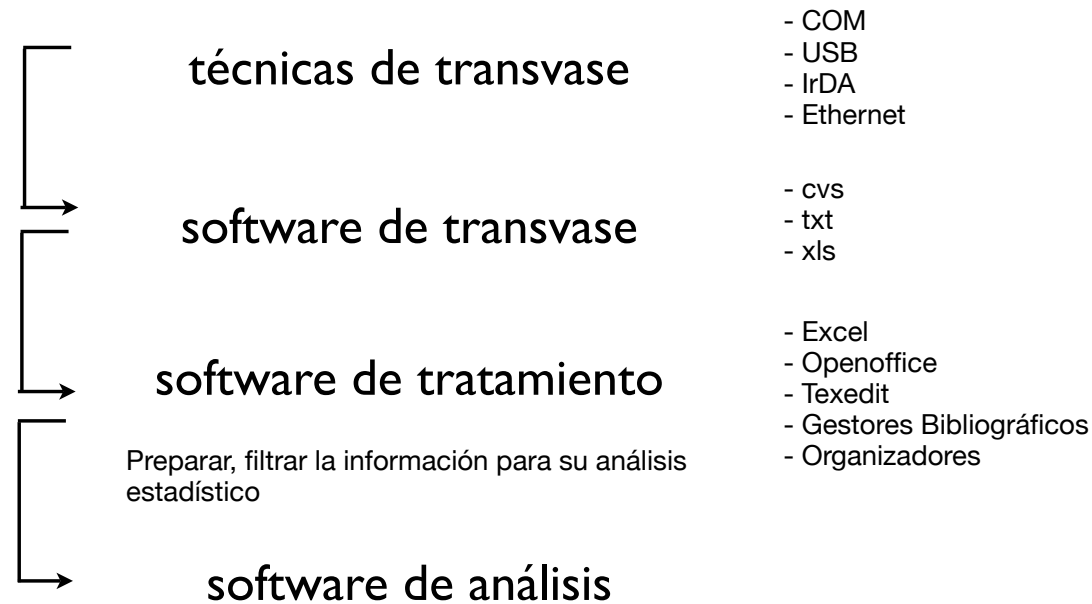 técnicas de transvase
- COM
- USB
- IrDA
- Ethernet
software de transvase
- cvs
- txt
- xls
software de tratamiento
- Excel
- Openoffice
- Texedit
- Gestores Bibliográficos
- Organizadores
Preparar, filtrar la información para su análisis
estadístico
software de análisis